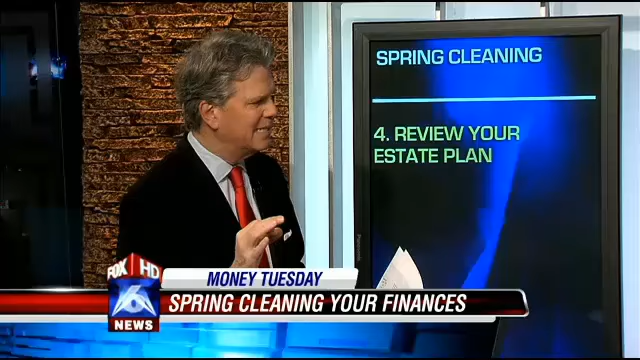 SPRING CLEANING
4. REVIEW YOUR
ESTATE PLAN
FOX HD
6
NEWS
MONEY TUESDAY
SPRING CLEANING YOUR FINANCES